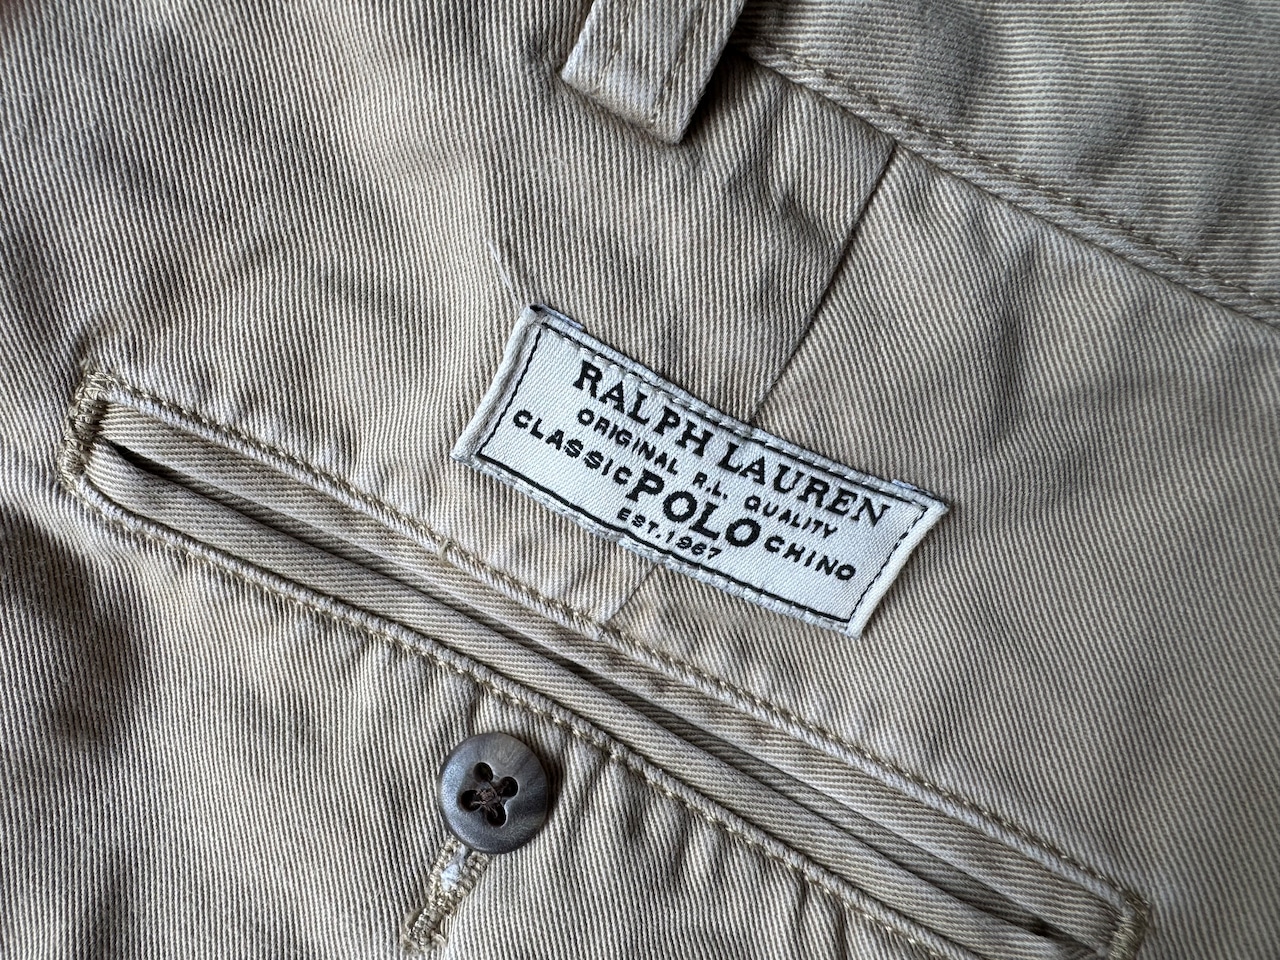 RALPH LAUREN
ORIGINAL R.L. QUALITY
CLASSIC POLO CHINO
EST. 1967